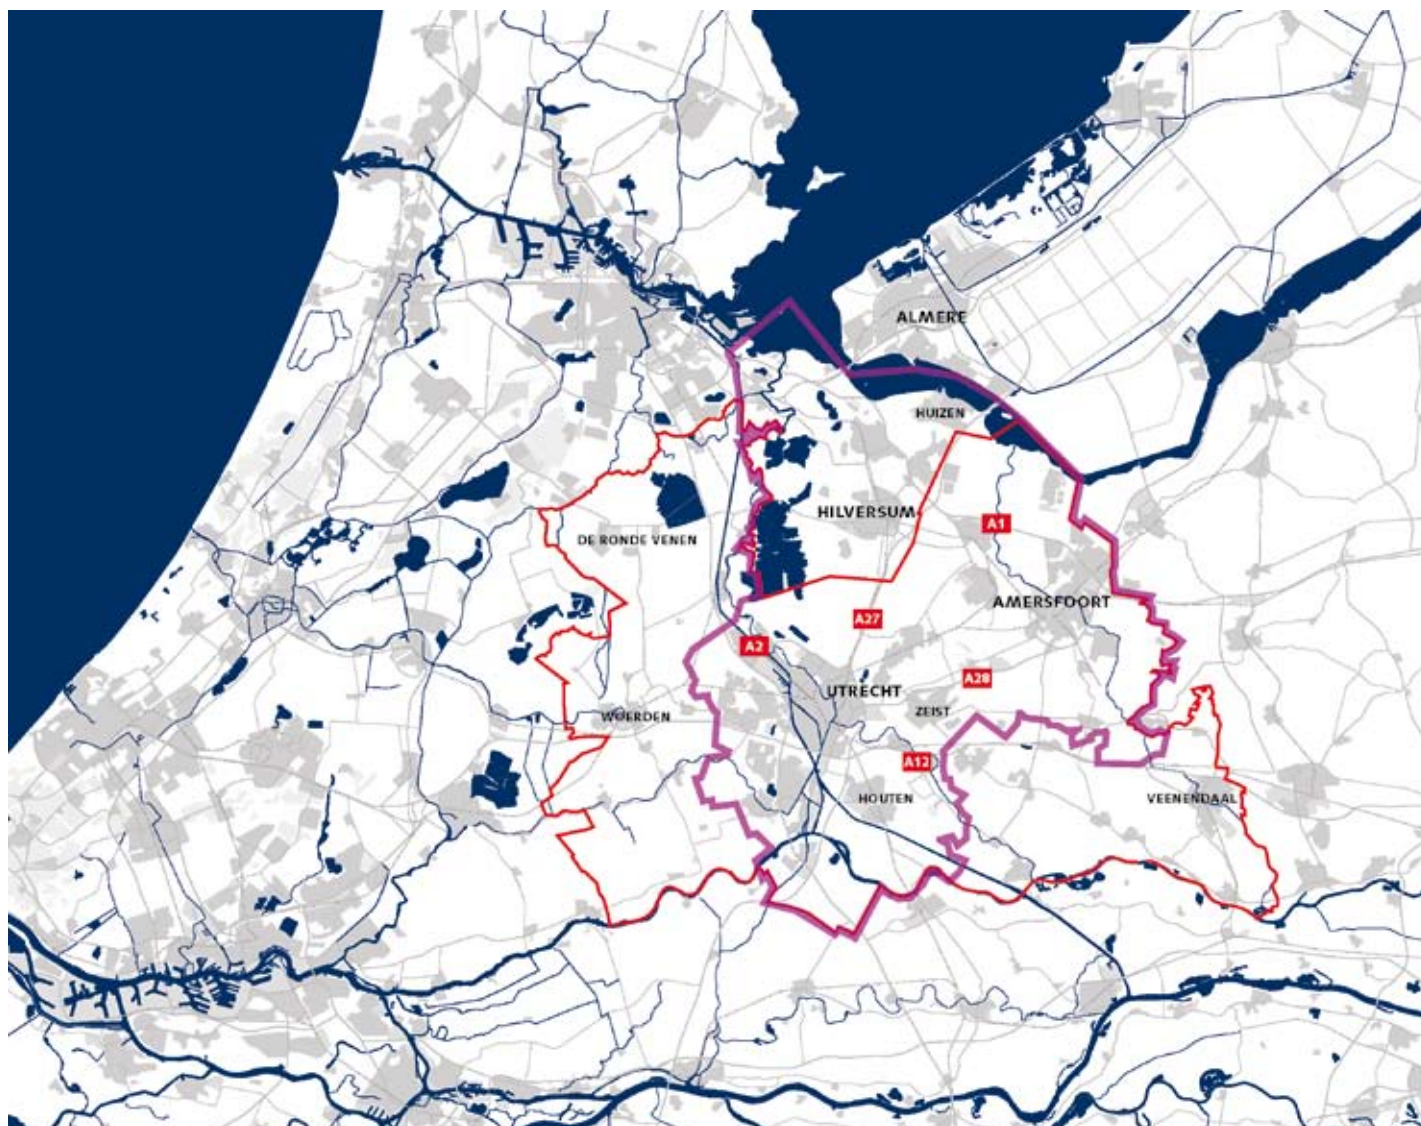 ALMERE
HUIZEN
HILVERSUM
A1
DE RONDE VENEN
AMERSFOORT
A27
A2
A28
UTRECHT
ZEIST
WOERDEN
A12
HOUTEN
VEENENDAAL